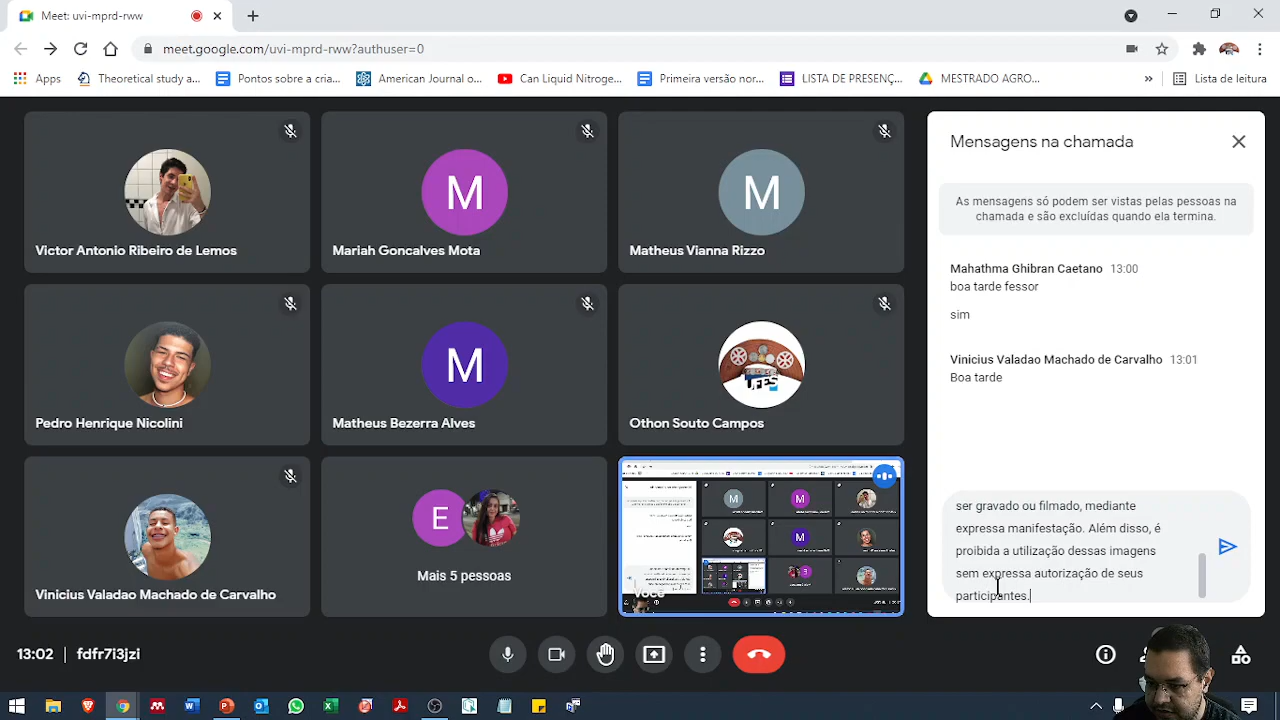 Meet: uvi-mprd-rww
meet.google.com/uvi-mprd-rww?authuser=0
Apps
Theoretical study a...
Pontos sobre a cria...
American Journal o...
Can Liquid Nitroge...
Primeira versão nor...
LISTA DE PRESENÇ...
MESTRADO AGRO...
»
Lista de leitura
Victor Antonio Ribeiro de Lemos
M
Mariah Goncalves Mota
M
Matheus Vianna Rizzo
Pedro Henrique Nicolini
M
Matheus Bezerra Alves
IFES
Othon Souto Campos
Vinicius Valadao Machado de Carvalho
E
Mais 5 pessoas
Você
Mensagens na chamada
As mensagens só podem ser vistas pelas pessoas na
chamada e são excluídas quando ela termina.
Mahathma Ghibran Caetano 13:00
boa tarde fessor
sim
Vinicius Valadao Machado de Carvalho 13:01
Boa tarde
ser gravado ou filmado, mediante
expressa manifestação. Além disso, é
proibida a utilização dessas imagens
sem expressa autorização de seus
participantes.
13:02 | fdfr7i3jzi